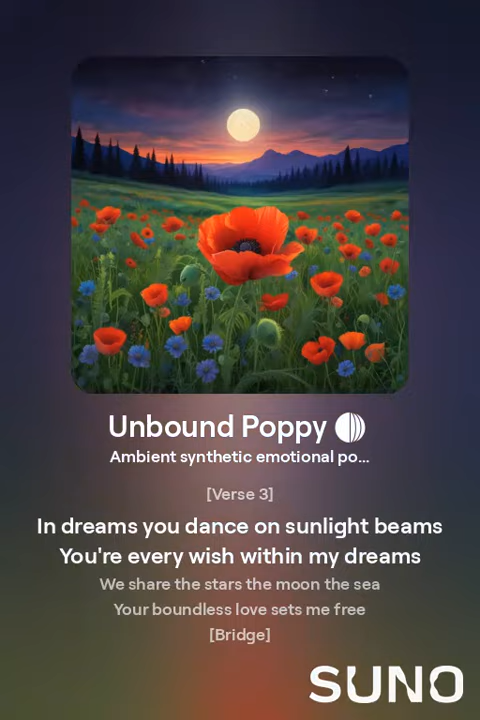 Unbound Poppy
Ambient synthetic emotional po...
[Verse 3]
In dreams you dance on sunlight beams
You're every wish within my dreams
We share the stars the moon the sea
Your boundless love sets me free
[Bridge]
SUNO